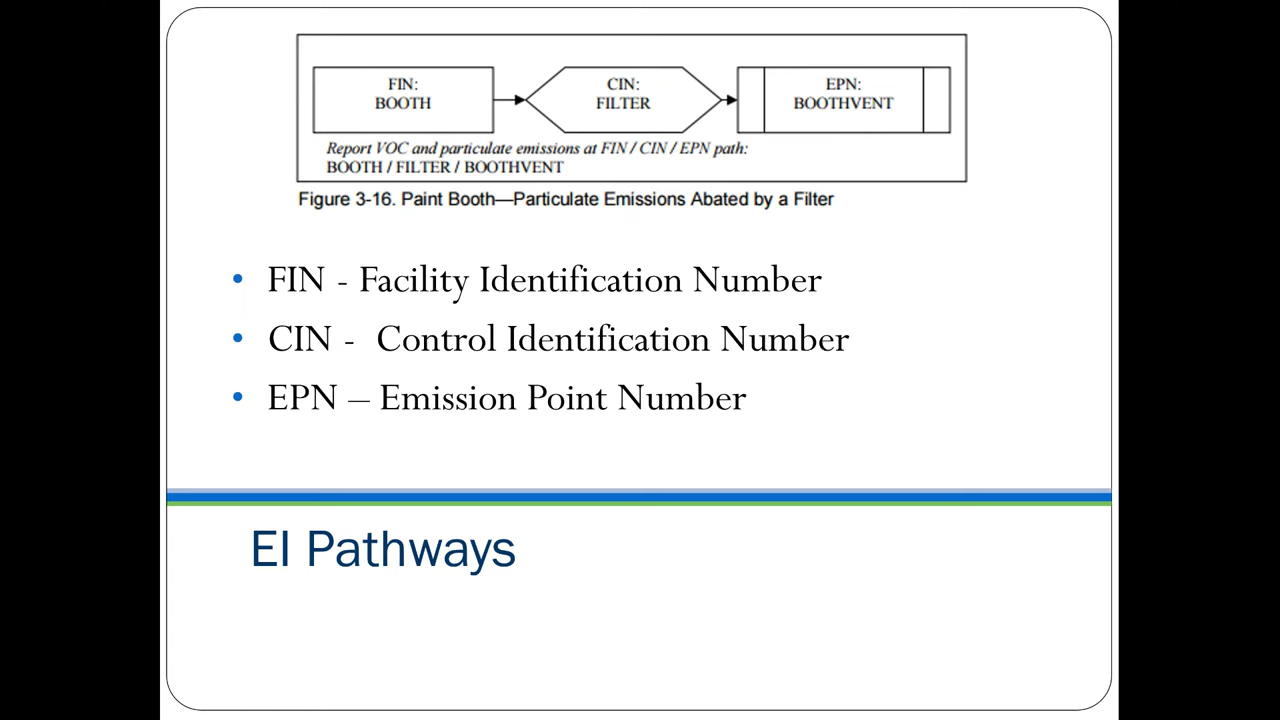 FIN:
BOOTH
CIN:
FILTER
EPN:
BOOTHVENT
Report VOC and particulate emissions at FIN / CIN / EPN path:
BOOTH / FILTER / BOOTHVENT
Figure 3-16. Paint Booth—Particulate Emissions Abated by a Filter
• FIN - Facility Identification Number
• CIN - Control Identification Number
• EPN – Emission Point Number
EI Pathways